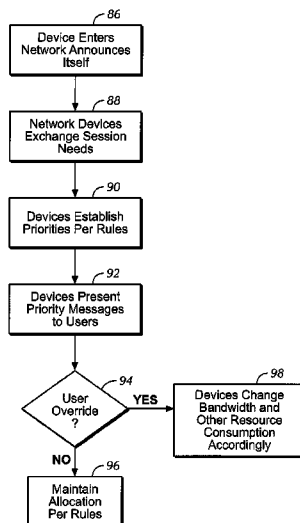 86
Device Enters
Network Announces
Itself
88
Network Devices
Exchange Session
Needs
90
Devices Establish
Priorities Per Rules
92
Devices Present
Priority Messages
to Users
94
User
Override
?
YES
98
Devices Change
Bandwidth and
Other Resource
Consumption
Accordingly
NO
96
Maintain
Allocation
Per Rules